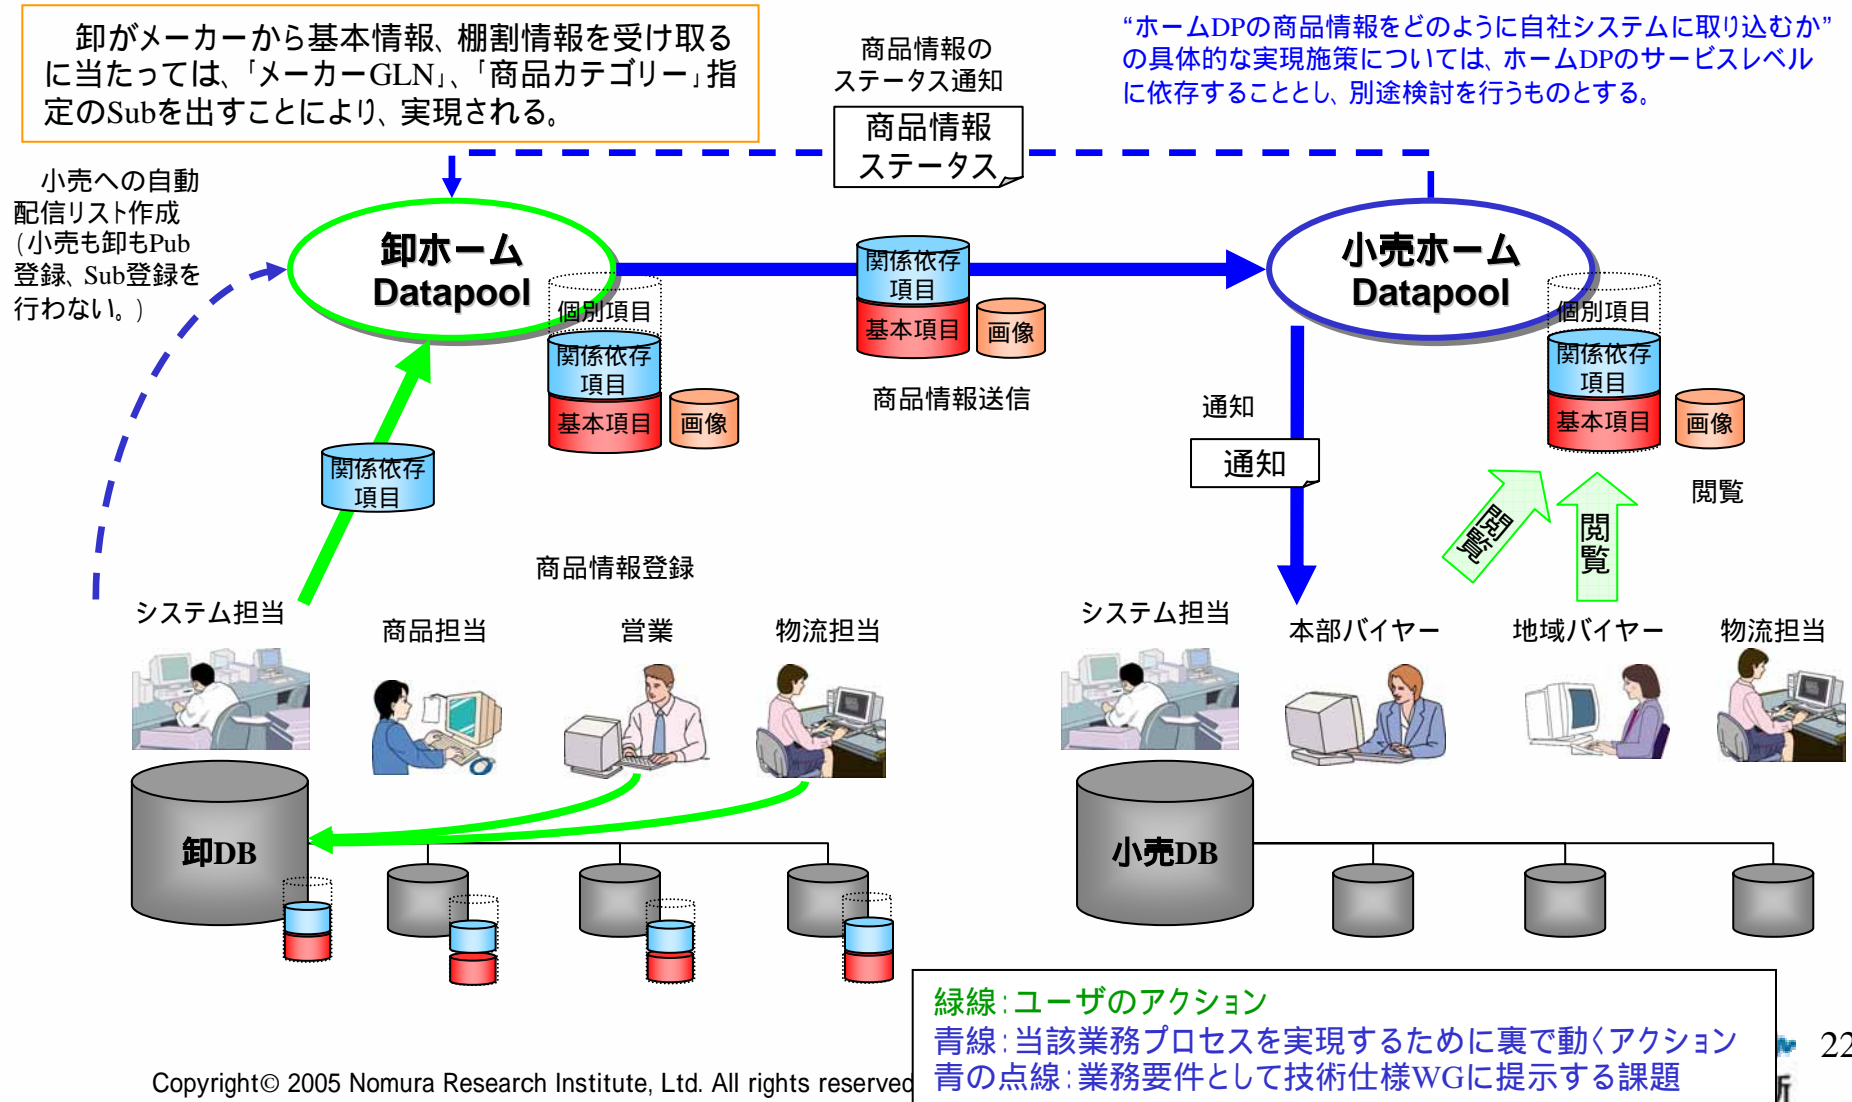 卸がメーカーから基本情報、棚割情報を受け取る
に当たっては、「メーカーGLN」、「商品カテゴリー」指
定のSubを出すことにより、実現される。
商品情報の
ステータス通知
“ホームDPの商品情報をどのように自社システムに取り込むか”
の具体的な実現施策については、ホームDPのサービスレベル
に依存することとし、別途検討を行うものとする。
商品情報
ステータス
小売への自動
配信リスト作成
(小売も卸もPub
登録、Sub登録を
行わない。)
卸ホーム
Datapool
個別項目
関係依存
項目
基本項目
画像
関係依存
項目
基本項目
画像
商品情報送信
小売ホーム
Datapool
個別項目
関係依存
項目
基本項目
画像
通知
通知
閲覧
閲覧
閲覧
関係依存
項目
商品情報登録
システム担当
商品担当
営業
物流担当
システム担当
本部バイヤー
地域バイヤー
物流担当
卸DB
小売DB
緑線:ユーザのアクション
青線:当該業務プロセスを実現するために裏で動くアクション
青の点線:業務要件として技術仕様WGに提示する課題
22
Copyright© 2005 Nomura Research Institute, Ltd. All rights reserved